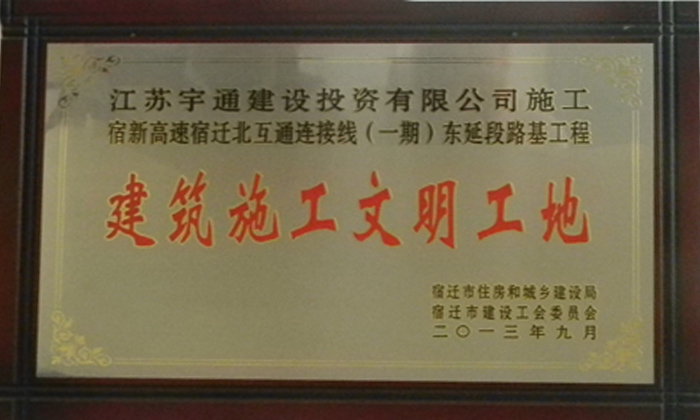 江苏宇通建设投资有限公司施工
宿新高速宿迁北互通连接线（一期）东延段路基工程
建筑施工文明工地
宿迁市住房和城乡建设局
宿迁市建设工会委员会
二〇一三年九月